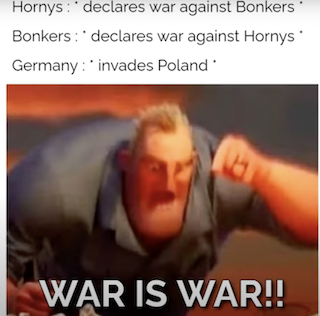 Hornys : * declares war against Bonkers *
Bonkers : * declares war against Hornys *
Germany : * invades Poland *
WAR IS WAR!!